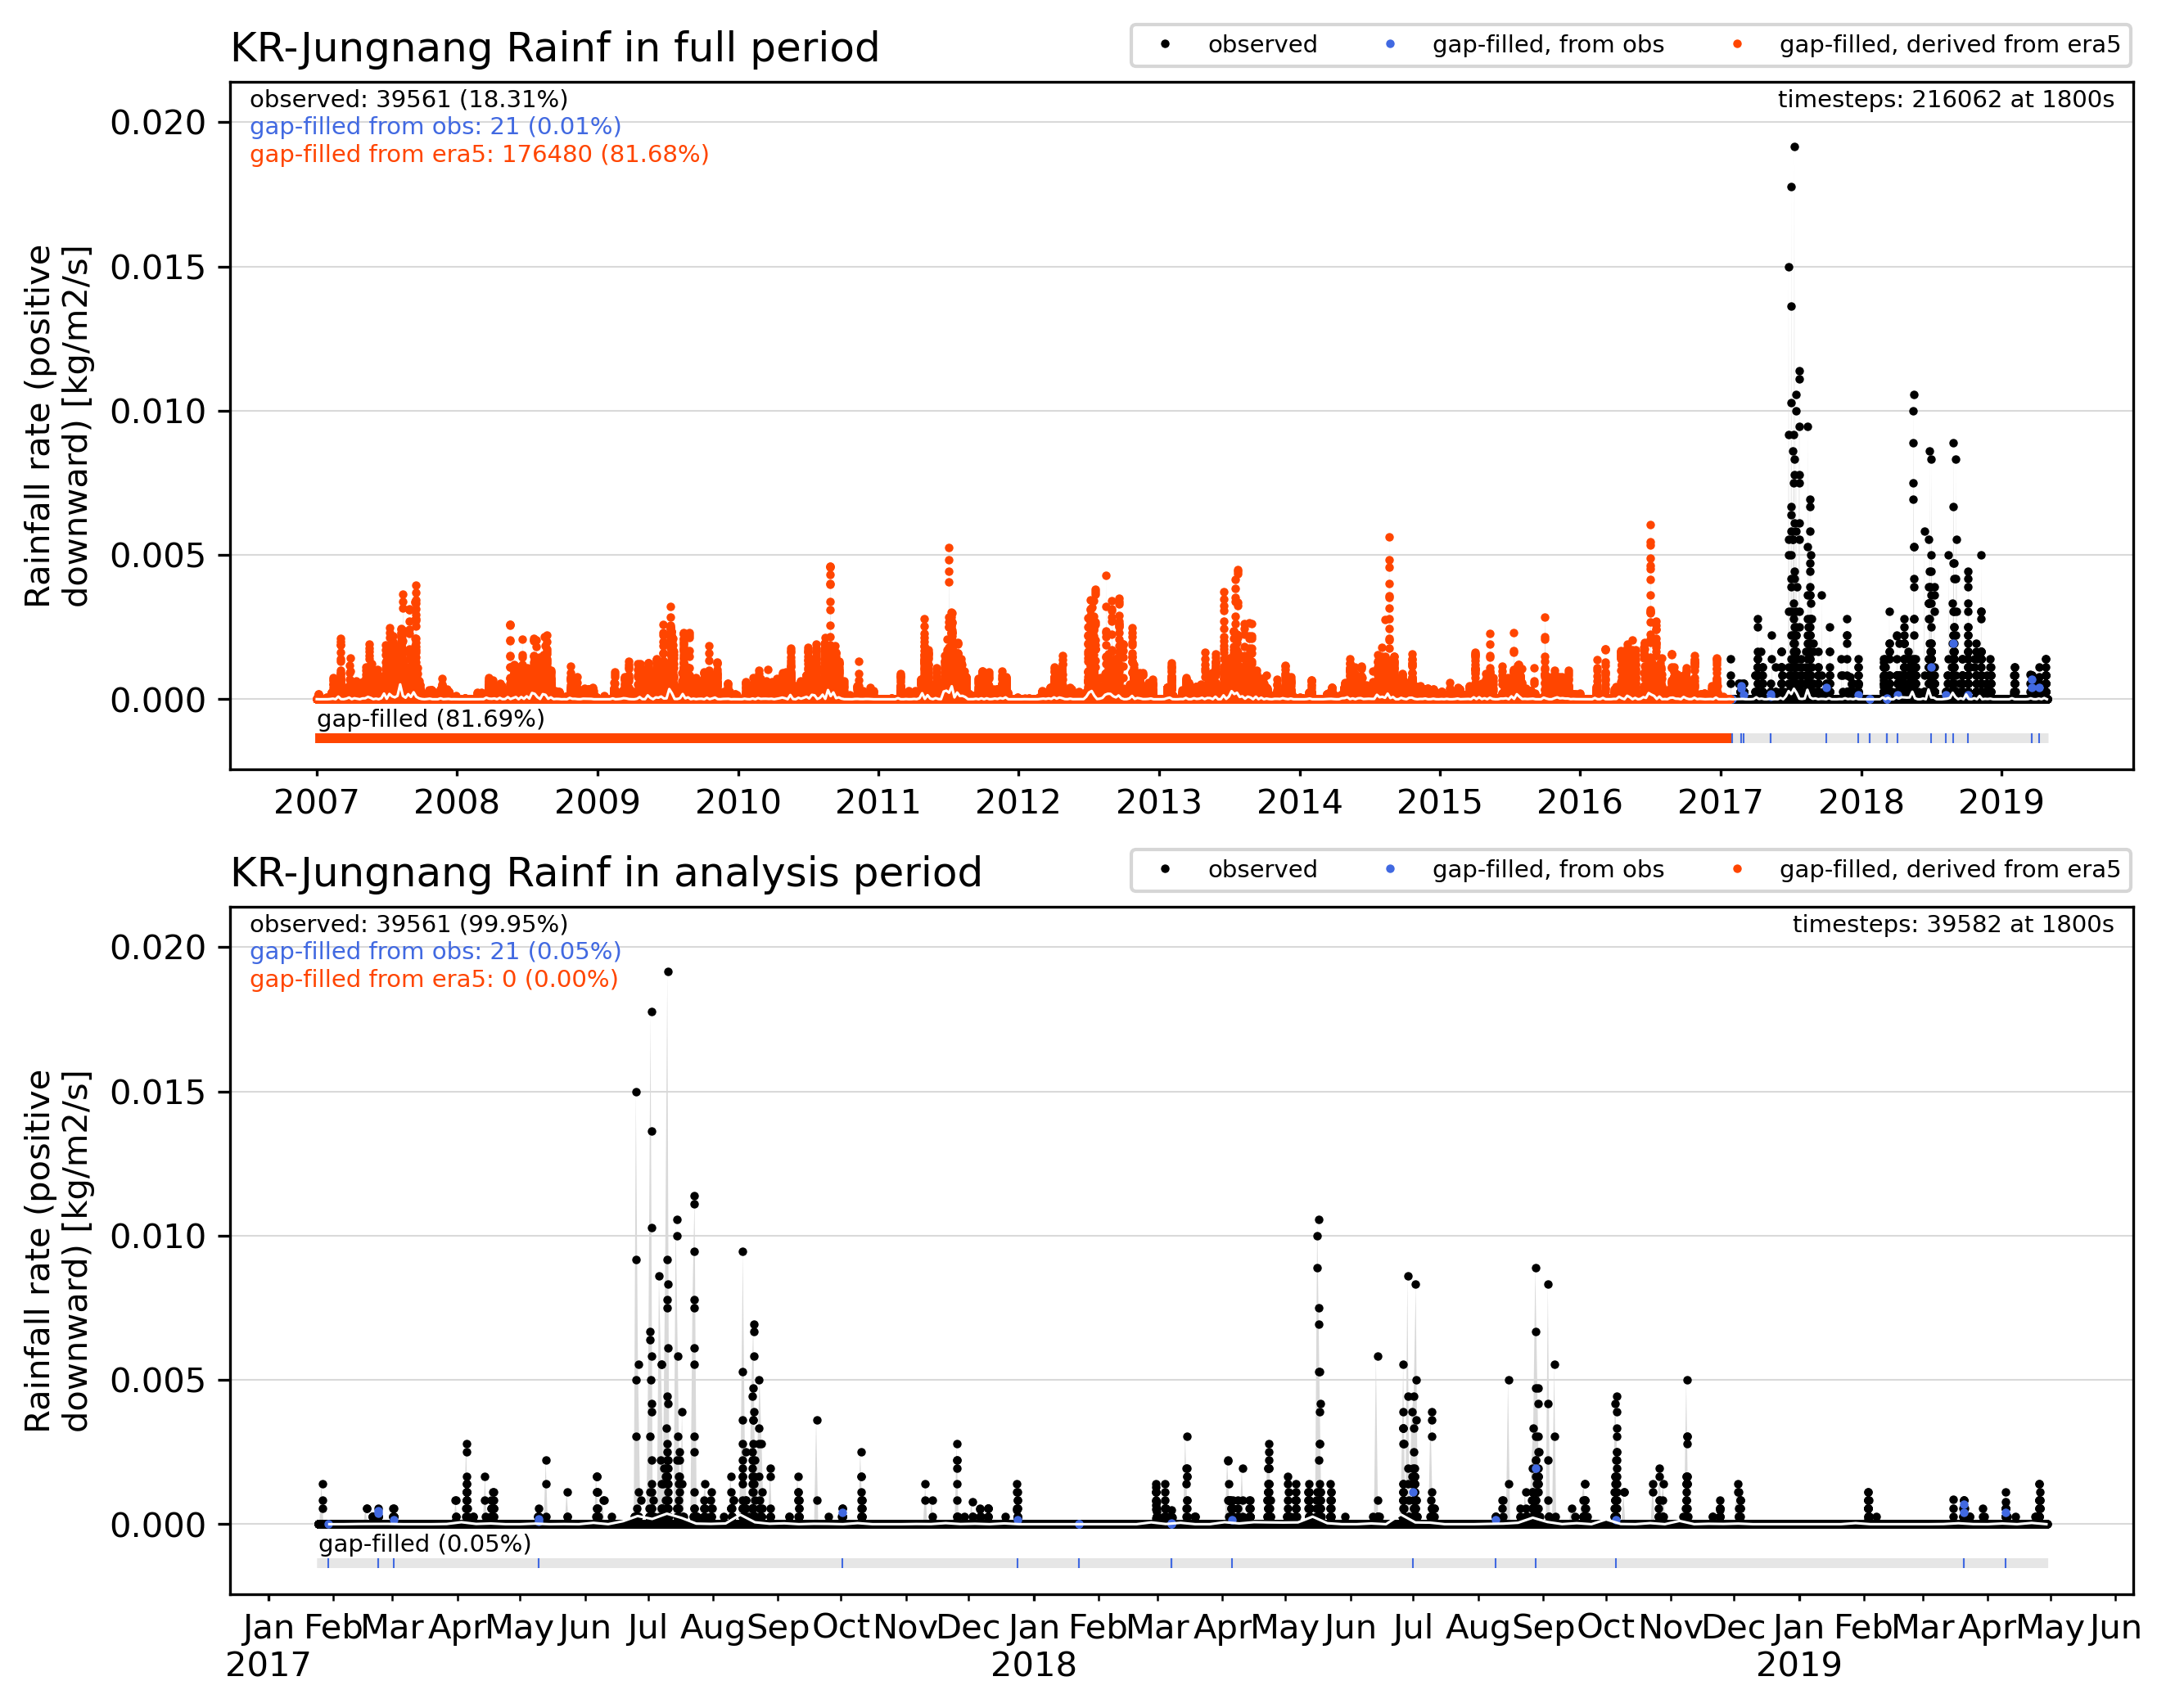 KR-Jungnang Rainf in full period
observed
gap-filled, from obs
gap-filled, derived from era5
observed: 39561 (18.31%)
gap-filled from obs: 21 (0.01%)
gap-filled from era5: 176480 (81.68%)
timesteps: 216062 at 1800s
Rainfall rate (positive
downward) [kg/m2/s]
0.020
0.015
0.010
0.005
0.000
gap-filled (81.69%)
2007 2008 2009 2010 2011 2012 2013 2014 2015 2016 2017 2018 2019
KR-Jungnang Rainf in analysis period
observed
gap-filled, from obs
gap-filled, derived from era5
observed: 39561 (99.95%)
gap-filled from obs: 21 (0.05%)
gap-filled from era5: 0 (0.00%)
timesteps: 39582 at 1800s
Rainfall rate (positive
downward) [kg/m2/s]
0.020
0.015
0.010
0.005
0.000
gap-filled (0.05%)
Jan Feb Mar Apr May Jun Jul Aug Sep Oct Nov Dec Jan Feb Mar Apr May Jun Jul Aug Sep Oct Nov Dec Jan Feb Mar Apr May Jun
2017 2018 2019